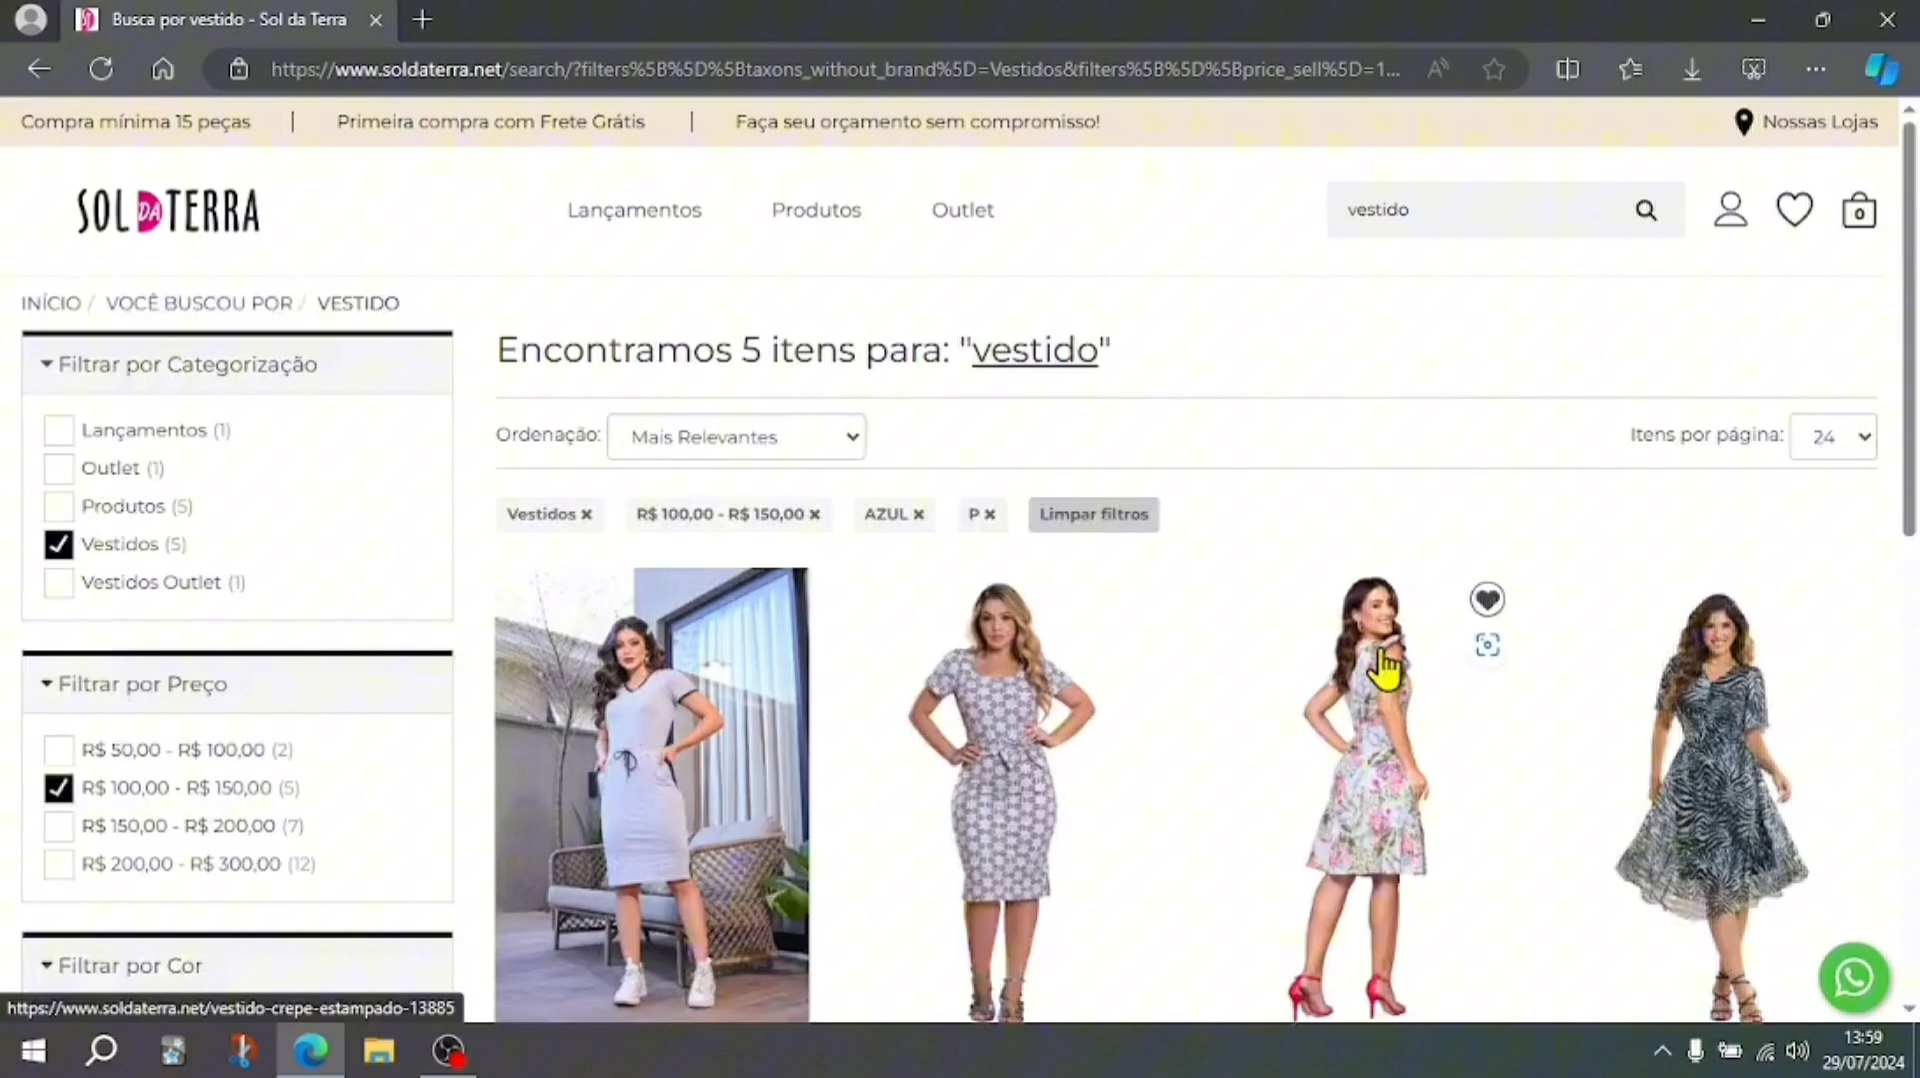 Busca por vestido - Sol da Terra
https://www.soldaterra.net/search/?filters%5B%5D%5Btaxons_without_brand%5D=Vestidos&filters%5B%5D%5Bprice_sell%5D=1...
Compra mínima 15 peças | Primeira compra com Frete Grátis | Faça seu orçamento sem compromisso! Nossas Lojas
SOL DA TERRA Lançamentos Produtos Outlet vestido 0
INÍCIO / VOCÊ BUSCOU POR / VESTIDO
Filtrar por Categorização
Lançamentos (1)
Outlet (1)
Produtos (5)
Vestidos (5)
Vestidos Outlet (1)
Filtrar por Preço
R$ 50,00 - R$ 100,00 (2)
R$ 100,00 - R$ 150,00 (5)
R$ 150,00 - R$ 200,00 (7)
R$ 200,00 - R$ 300,00 (12)
Filtrar por Cor
Encontramos 5 itens para: "vestido"
Ordenação: Mais Relevantes Itens por página: 24
Vestidos × R$ 100,00 - R$ 150,00 × AZUL × P × Limpar filtros
https://www.soldaterra.net/vestido-crepe-estampado-13885
13:59
29/07/2024